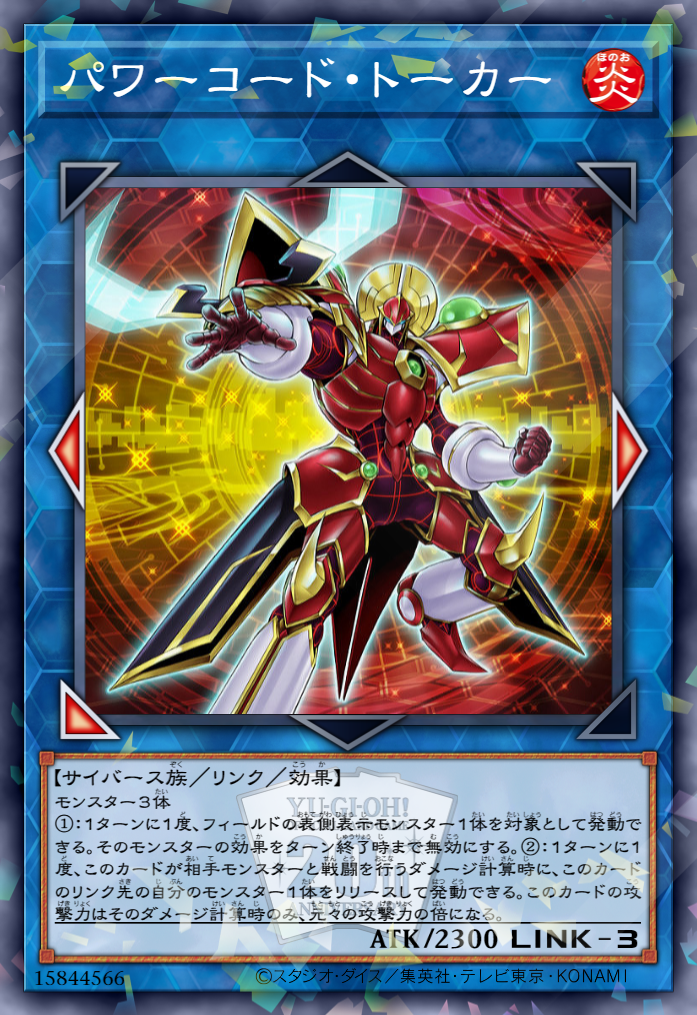 パワーコード・トーカー
ほのお
炎
【サイバース族／リンク／効果】
モンスター３体
①：１ターンに１度、フィールドの表側表示モンスター１体を対象として発動で
きる。そのモンスターの効果をターン終了時まで無効にする。②：１ターンに１
度、このカードが相手モンスターと戦闘を行うダメージ計算時に、このカード
のリンク先の自分のモンスター１体をリリースして発動できる。このカードの攻
撃力はそのダメージ計算時のみ、元々の攻撃力の倍になる。
YU-GI-OH!
ATK/2300 LINK-3
15844566
©スタジオ・ダイス／集英社・テレビ東京・KONAMI